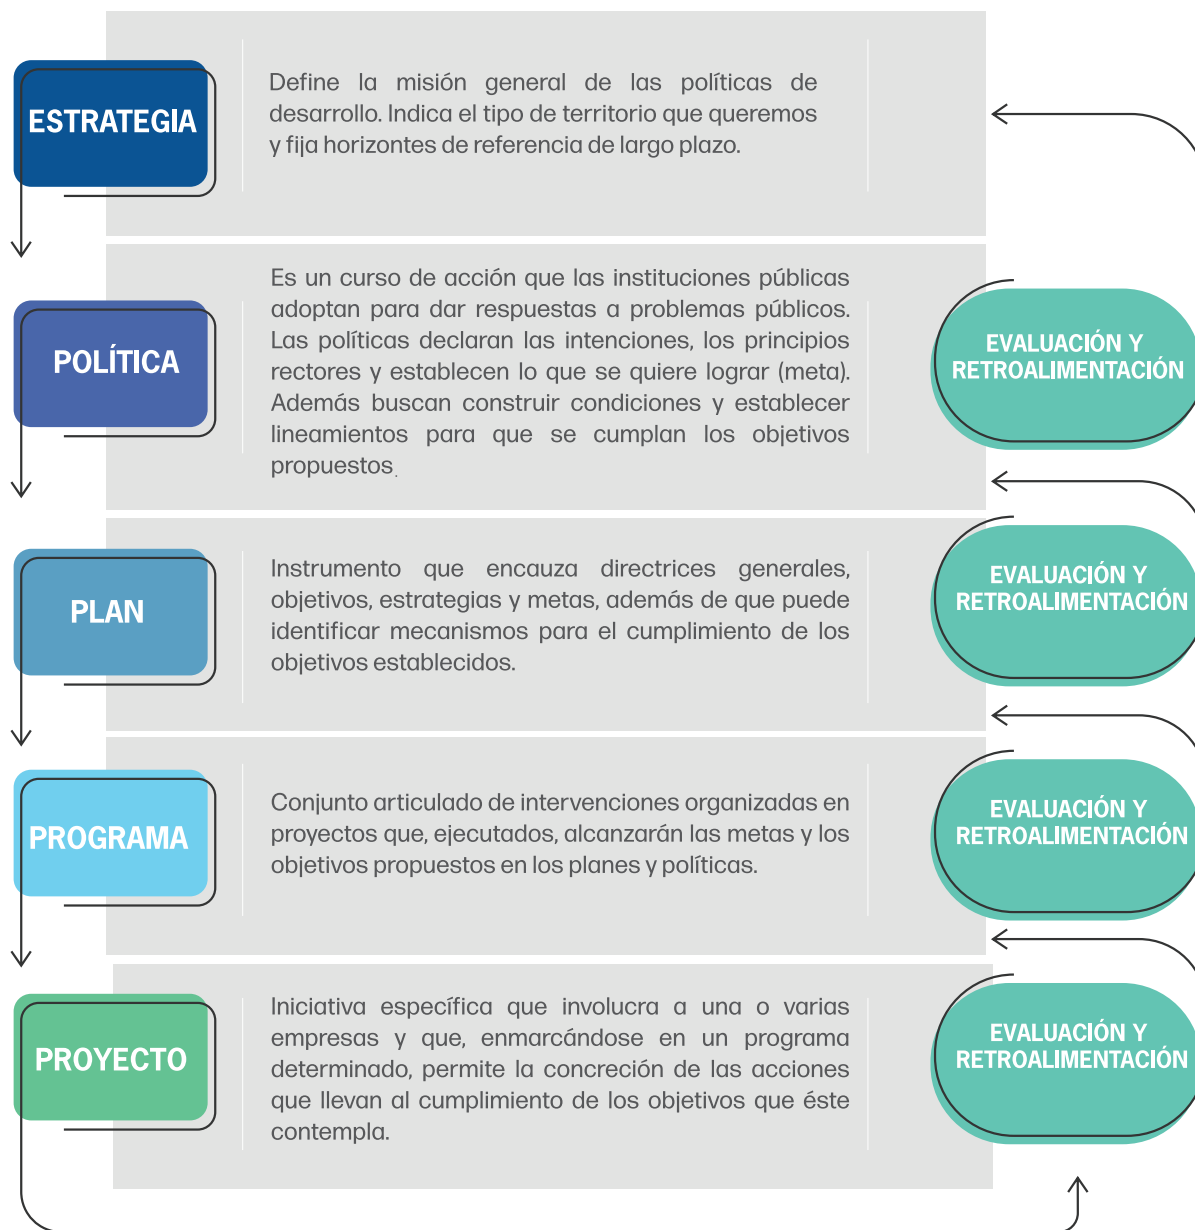 ESTRATEGIA
Define la misión general de las políticas de
desarrollo. Indica el tipo de territorio que queremos
y fija horizontes de referencia de largo plazo.
POLÍTICA
Es un curso de acción que las instituciones públicas
adoptan para dar respuestas a problemas públicos.
Las políticas declaran las intenciones, los principios
rectores y establecen lo que se quiere lograr (meta).
Además buscan construir condiciones y establecer
lineamientos para que se cumplan los objetivos
propuestos.
EVALUACIÓN Y
RETROALIMENTACIÓN
PLAN
Instrumento que encauza directrices generales,
objetivos, estrategias y metas, además de que puede
identificar mecanismos para el cumplimiento de los
objetivos establecidos.
EVALUACIÓN Y
RETROALIMENTACIÓN
PROGRAMA
Conjunto articulado de intervenciones organizadas en
proyectos que, ejecutados, alcanzarán las metas y los
objetivos propuestos en los planes y políticas.
EVALUACIÓN Y
RETROALIMENTACIÓN
PROYECTO
Iniciativa específica que involucra a una o varias
empresas y que, enmarcándose en un programa
determinado, permite la concreción de las acciones
que llevan al cumplimiento de los objetivos que éste
contempla.
EVALUACIÓN Y
RETROALIMENTACIÓN